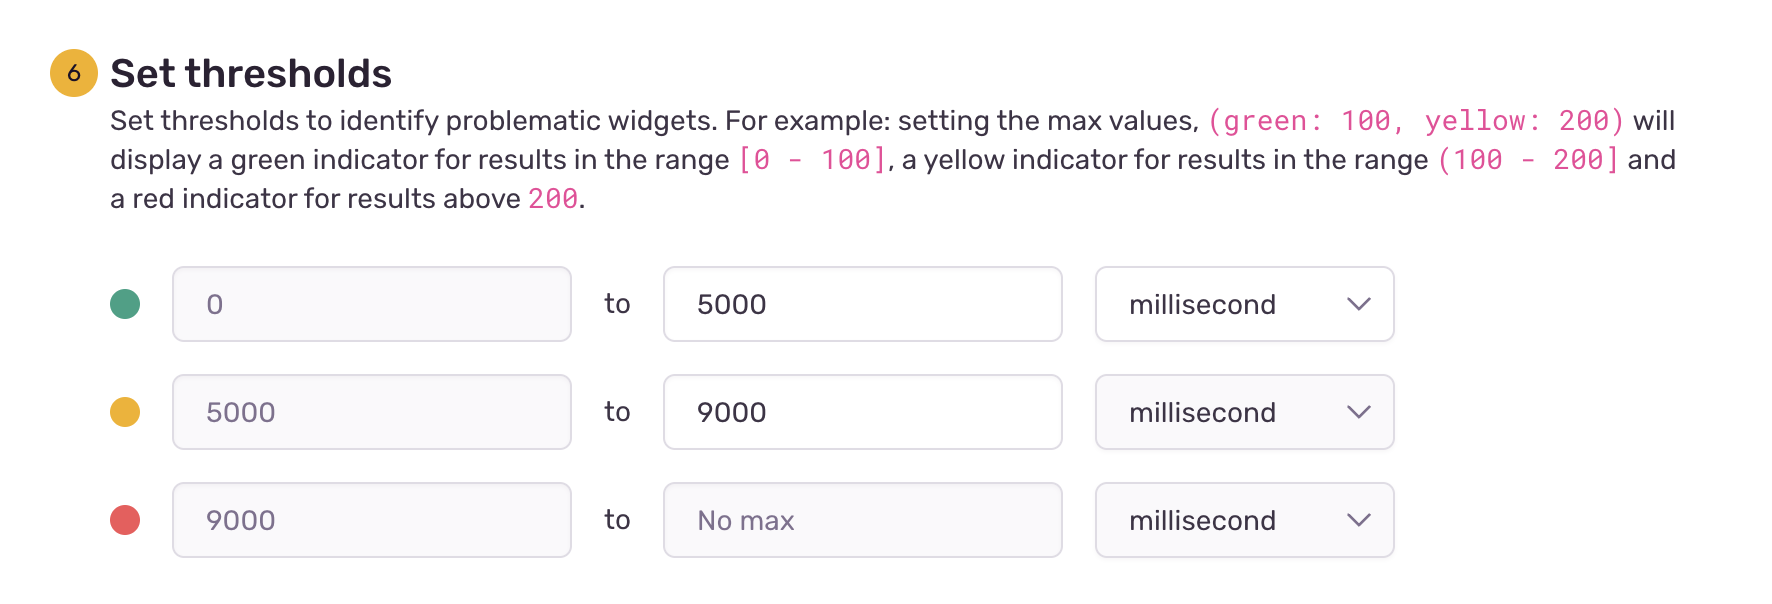 6 Set thresholds
Set thresholds to identify problematic widgets. For example: setting the max values, (green: 100, yellow: 200) will
display a green indicator for results in the range [0 - 100], a yellow indicator for results in the range (100 - 200] and
a red indicator for results above 200.
0 to 5000 millisecond
5000 to 9000 millisecond
9000 to No max millisecond